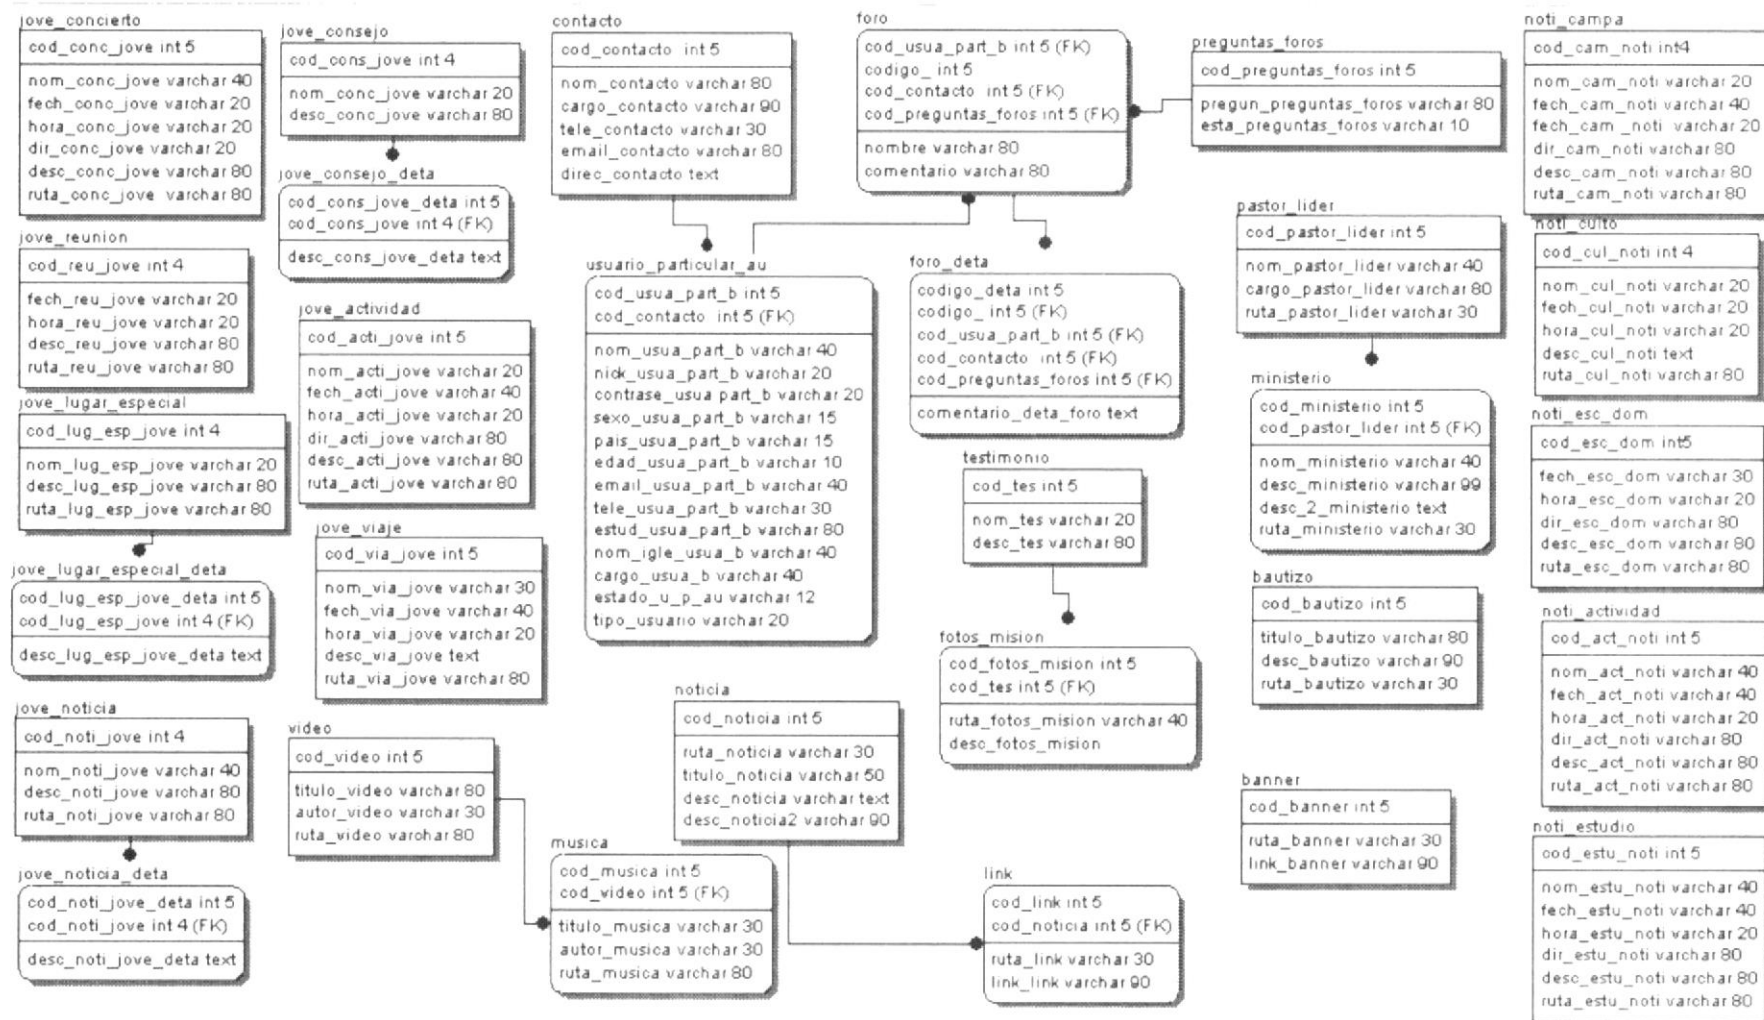 jove_concierto
cod_conc_jove int 5
nom_conc_jove varchar 40
fech_conc_jove varchar 20
hora_conc_jove varchar 20
dir_conc_jove varchar 20
desc_conc_jove varchar 80
ruta_conc_jove varchar 80
jove_reunion
cod_reu_jove int 4
fech_reu_jove varchar 20
hora_reu_jove varchar 20
desc_reu_jove varchar 80
ruta_reu_jove varchar 80
jove_lugar_especial
cod_lug_esp_jove int 4
nom_lug_esp_jove varchar 20
desc_lug_esp_jove varchar 80
ruta_lug_esp_jove varchar 80
jove_lugar_especial_deta
cod_lug_esp_jove_deta int 5
cod_lug_esp_jove int 4 (FK)
desc_lug_esp_jove_deta text
jove_noticia
cod_noti_jove int 4
nom_noti_jove varchar 40
desc_noti_jove varchar 80
ruta_noti_jove varchar 80
jove_noticia_deta
cod_noti_jove_deta int 5
cod_noti_jove int 4 (FK)
desc_noti_jove_deta text
jove_consejo
cod_cons_jove int 4
nom_conc_jove varchar 20
desc_conc_jove varchar 80
jove_consejo_deta
cod_cons_jove_deta int 5
cod_cons_jove int 4 (FK)
desc_cons_jove_deta text
jove_actividad
cod_acti_jove int 5
nom_acti_jove varchar 20
fech_acti_jove varchar 40
hora_acti_jove varchar 20
dir_acti_jove varchar 80
desc_acti_jove varchar 80
ruta_acti_jove varchar 80
jove_viaje
cod_via_jove int 5
nom_via_jove varchar 30
fech_via_jove varchar 40
hora_via_jove varchar 20
desc_via_jove text
ruta_via_jove varchar 80
video
cod_video int 5
titulo_video varchar 80
autor_video varchar 30
ruta_video varchar 80
contacto
cod_contacto int 5
nom_contacto varchar 80
cargo_contacto varchar 90
tele_contacto varchar 30
email_contacto varchar 80
direc_contacto text
usuario_particular_au
cod_usua_part_b int 5
cod_contacto int 5 (FK)
nom_usua_part_b varchar 40
nick_usua_part_b varchar 20
contrase_usua part_b varchar 20
sexo_usua_part_b varchar 15
pais_usua_part_b varchar 15
edad_usua_part_b varchar 10
email_usua_part_b varchar 40
tele_usua_part_b varchar 30
estud_usua_part_b varchar 80
nom_igle_usua_b varchar 40
cargo_usua_b varchar 40
estado_u_p_au varchar 12
tipo_usuario varchar 20
musica
cod_musica int 5
cod_video int 5 (FK)
titulo_musica varchar 30
autor_musica varchar 30
ruta_musica varchar 80
noticia
cod_noticia int 5
ruta_noticia varchar 30
titulo_noticia varchar 50
desc_noticia varchar text
desc_noticia2 varchar 90
foro
cod_usua_part_b int 5 (FK)
codigo_ int 5
cod_contacto int 5 (FK)
cod_preguntas_foros int 5 (FK)
nombre varchar 80
comentario varchar 80
foro_deta
codigo_deta int 5
codigo_ int 5 (FK)
cod_usua_part_b int 5 (FK)
cod_contacto int 5 (FK)
cod_preguntas_foros int 5 (FK)
comentario_deta_foro text
testimonio
cod_tes int 5
nom_tes varchar 20
desc_tes varchar 80
fotos_mision
cod_fotos_mision int 5
cod_tes int 5 (FK)
ruta_fotos_mision varchar 40
desc_fotos_mision
link
cod_link int 5
cod_noticia int 5 (FK)
ruta_link varchar 30
link_link varchar 90
preguntas_foros
cod_preguntas_foros int 5
pregun_preguntas_foros varchar 80
esta_preguntas_foros varchar 10
pastor_lider
cod_pastor_lider int 5
nom_pastor_lider varchar 40
cargo_pastor_lider varchar 80
ruta_pastor_lider varchar 30
ministerio
cod_ministerio int 5
cod_pastor_lider int 5 (FK)
nom_ministerio varchar 40
desc_ministerio varchar 99
desc_2_ministerio text
ruta_ministerio varchar 30
bautizo
cod_bautizo int 5
titulo_bautizo varchar 80
desc_bautizo varchar 90
ruta_bautizo varchar 30
banner
cod_banner int 5
ruta_banner varchar 30
link_banner varchar 90
noti_campa
cod_cam_noti int4
nom_cam_noti varchar 20
fech_cam_noti varchar 40
fech_cam_noti varchar 20
dir_cam_noti varchar 80
desc_cam_noti varchar 80
ruta_cam_noti varchar 80
noti_culto
cod_cul_noti int 4
nom_cul_noti varchar 20
fech_cul_noti varchar 20
hora_cul_noti varchar 20
desc_cul_noti text
ruta_cul_noti varchar 80
noti_esc_dom
cod_esc_dom int5
fech_esc_dom varchar 30
hora_esc_dom varchar 20
dir_esc_dom varchar 80
desc_esc_dom varchar 80
ruta_esc_dom varchar 80
noti_actividad
cod_act_noti int 5
nom_act_noti varchar 40
fech_act_noti varchar 40
hora_act_noti varchar 20
dir_act_noti varchar 80
desc_act_noti varchar 80
ruta_act_noti varchar 80
noti_estudio
cod_estu_noti int 5
nom_estu_noti varchar 40
fech_estu_noti varchar 40
hora_estu_noti varchar 20
dir_estu_noti varchar 80
desc_estu_noti varchar 80
ruta_estu_noti varchar 80